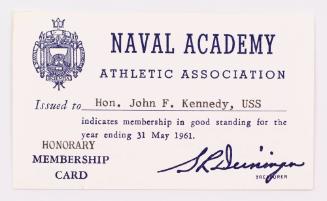 NAVAL ACADEMY
ATHLETIC ASSOCIATION
Issued to Hon. John F. Kennedy, USS
indicates membership in good standing for the
year ending 31 May 1961.
HONORARY
MEMBERSHIP
CARD
TREASURER